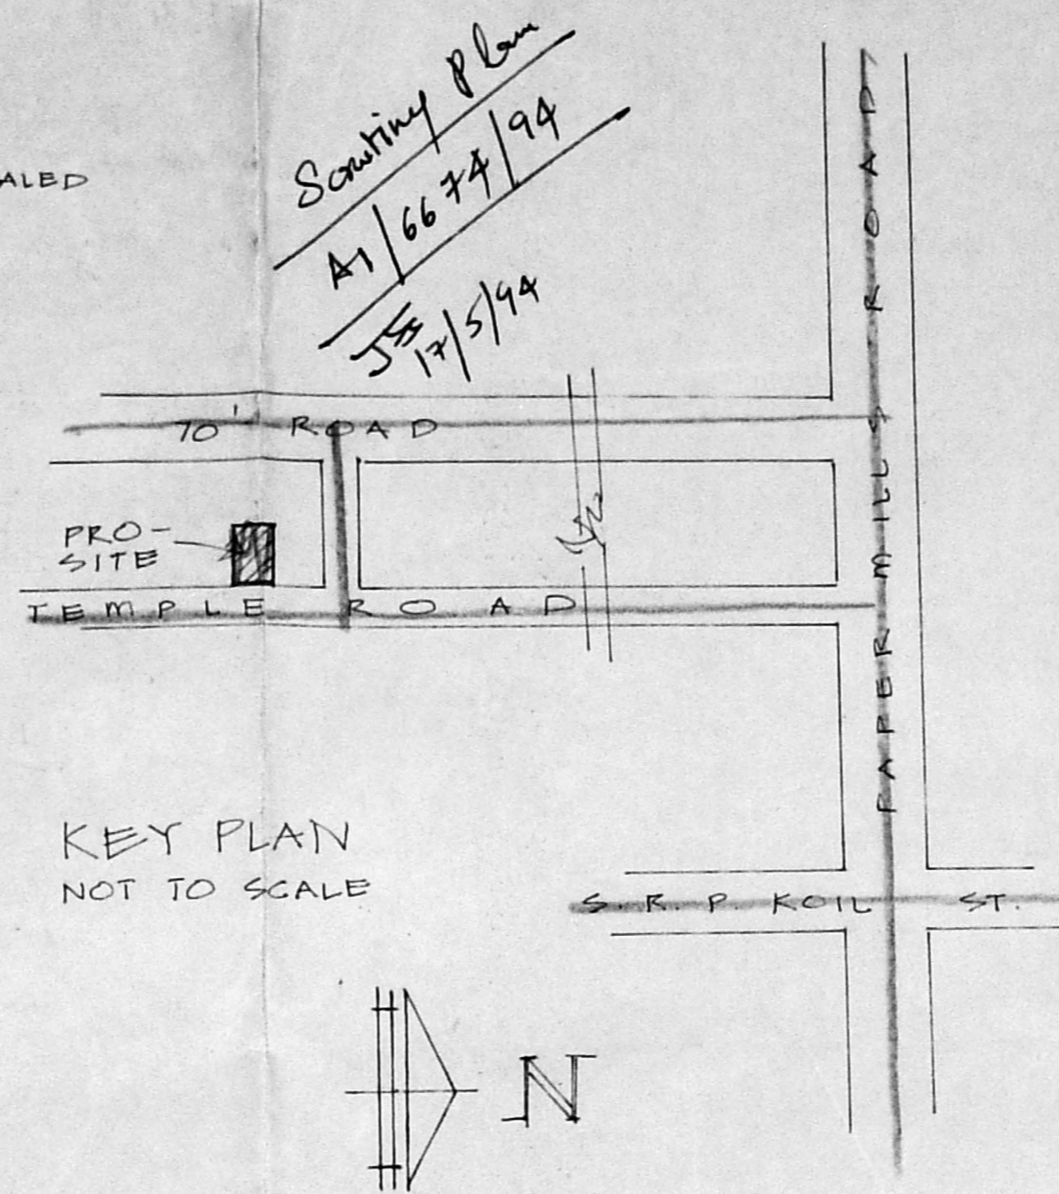 Scrutiny Plan
A1/6674/94
17/5/94
ALED
70' ROAD
PRO-
SITE
TEMPLE ROAD
PAPER MILLS ROAD
KEY PLAN
NOT TO SCALE
S. R. P. KOIL ST.
N